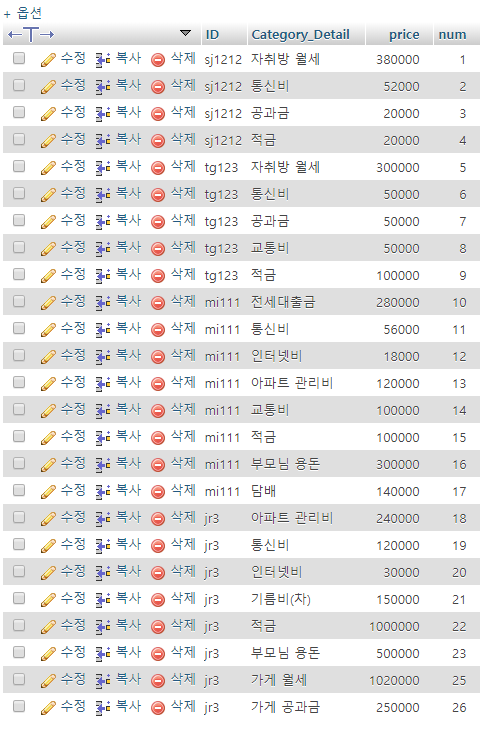 + 옵션
ID Category_Detail price num
수정 복사 삭제 sj1212 자취방 월세 380000 1
수정 복사 삭제 sj1212 통신비 52000 2
수정 복사 삭제 sj1212 공과금 20000 3
수정 복사 삭제 sj1212 적금 20000 4
수정 복사 삭제 tg123 자취방 월세 300000 5
수정 복사 삭제 tg123 통신비 50000 6
수정 복사 삭제 tg123 공과금 50000 7
수정 복사 삭제 tg123 교통비 50000 8
수정 복사 삭제 tg123 적금 100000 9
수정 복사 삭제 mi111 전세대출금 280000 10
수정 복사 삭제 mi111 통신비 56000 11
수정 복사 삭제 mi111 인터넷비 18000 12
수정 복사 삭제 mi111 아파트 관리비 120000 13
수정 복사 삭제 mi111 교통비 100000 14
수정 복사 삭제 mi111 적금 100000 15
수정 복사 삭제 mi111 부모님 용돈 300000 16
수정 복사 삭제 mi111 담배 140000 17
수정 복사 삭제 jr3 아파트 관리비 240000 18
수정 복사 삭제 jr3 통신비 120000 19
수정 복사 삭제 jr3 인터넷비 30000 20
수정 복사 삭제 jr3 기름비(차) 150000 21
수정 복사 삭제 jr3 적금 1000000 22
수정 복사 삭제 jr3 부모님 용돈 500000 23
수정 복사 삭제 jr3 가게 월세 1020000 25
수정 복사 삭제 jr3 가게 공과금 250000 26